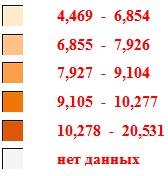 4,469 - 6,854
6,855 - 7,926
7,927 - 9,104
9,105 - 10,277
10,278 - 20,531
нет данных